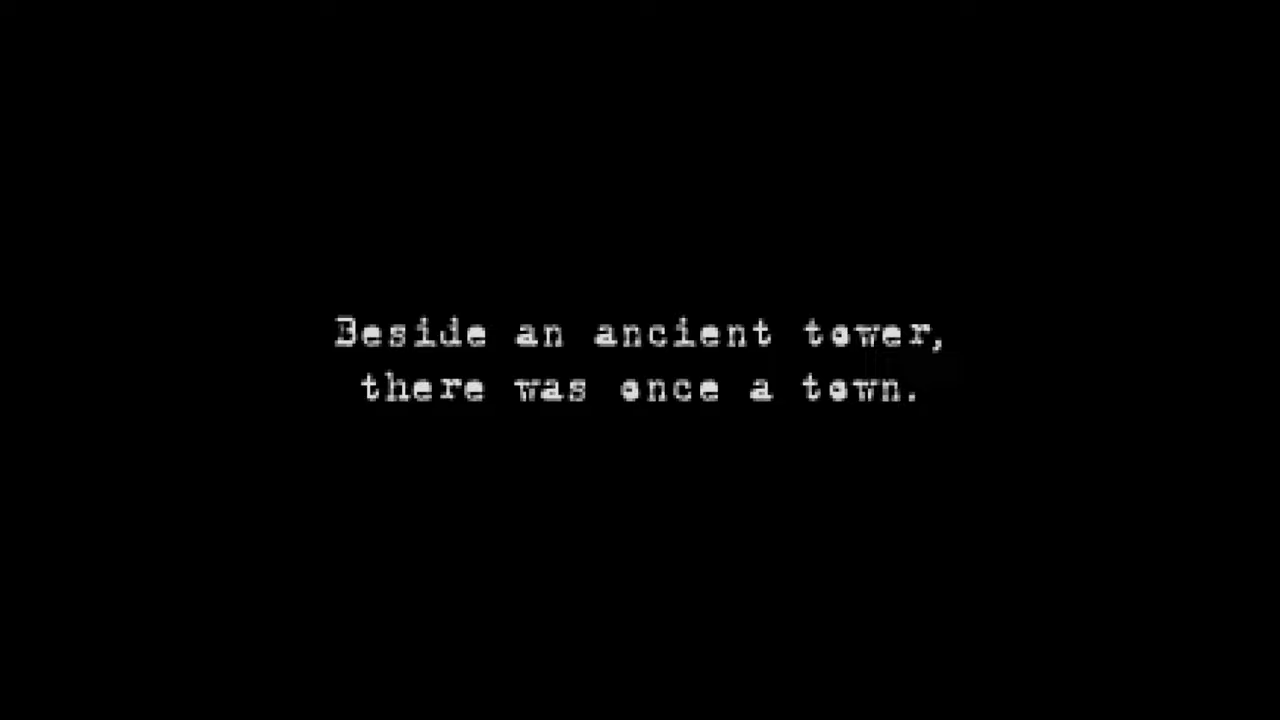 Beside an ancient tower,
there was once a town.